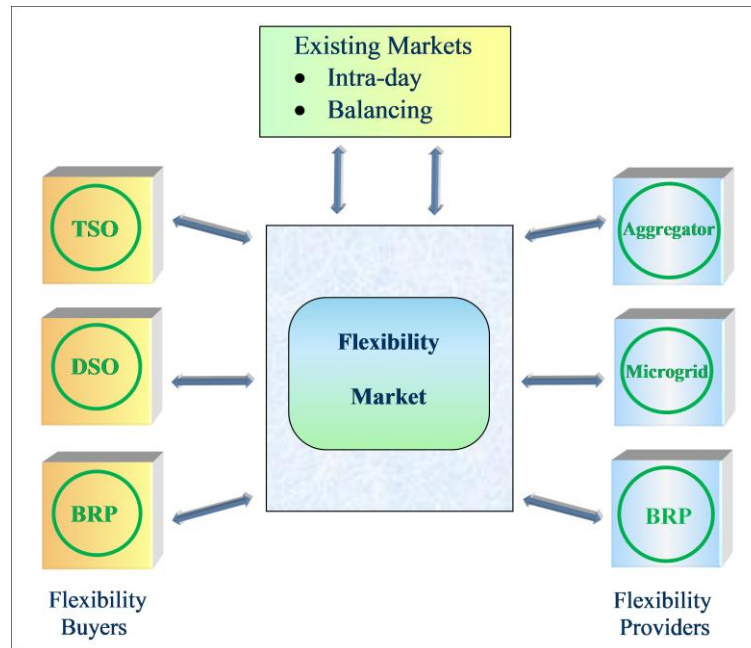 Existing Markets
• Intra-day
• Balancing
TSO
DSO
BRP
Flexibility
Buyers
Flexibility
Market
Aggregator
Microgrid
BRP
Flexibility
Providers